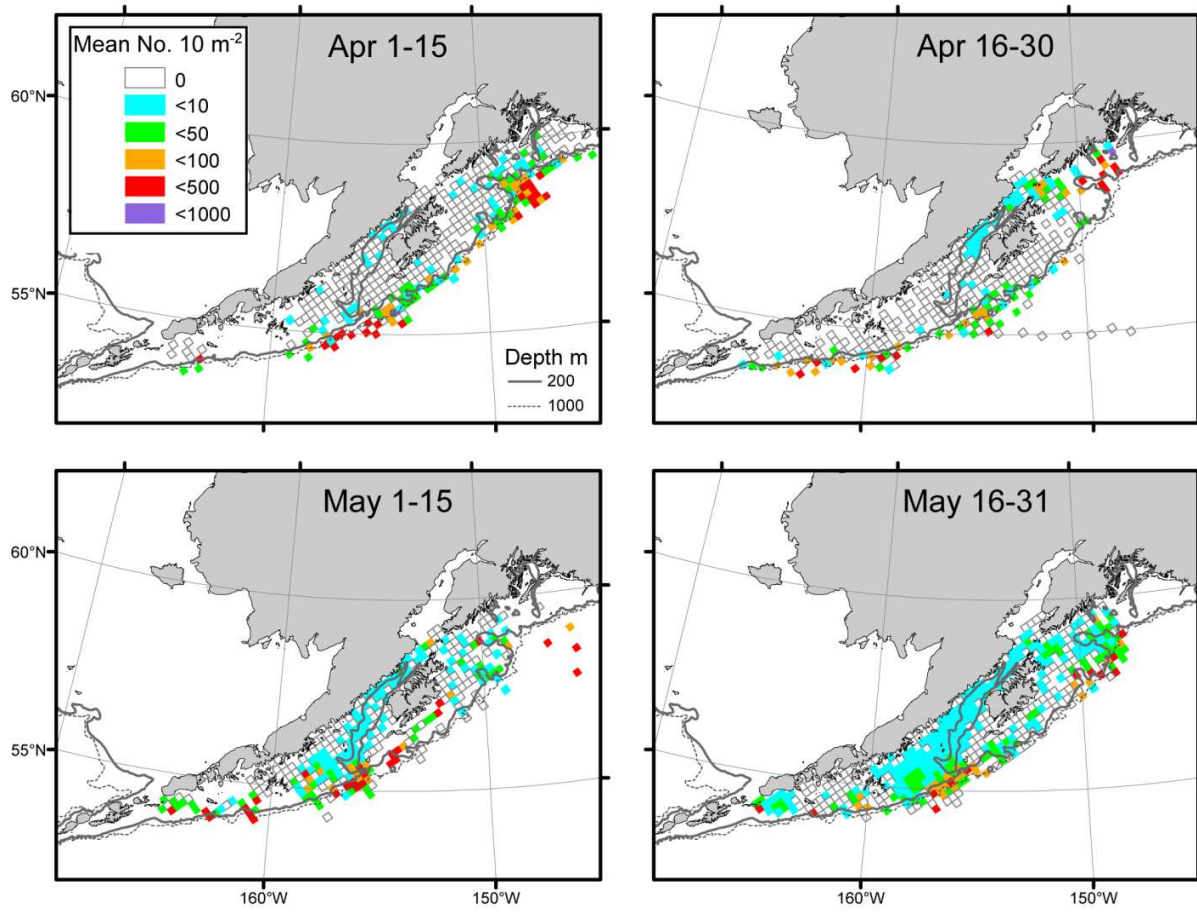 Mean No. 10 m⁻²
0
<10
<50
<100
<500
<1000
Apr 1-15
Apr 16-30
60°N
55°N
Depth m
200
1000
May 1-15
May 16-31
60°N
55°N
160°W
150°W
160°W
150°W